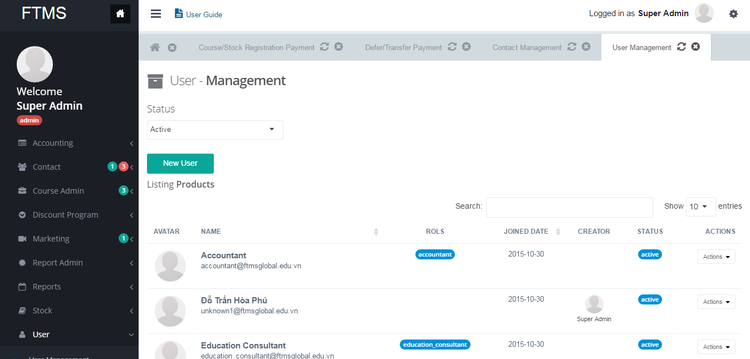 FTMS
User Guide
Logged in as Super Admin
Course/Stock Registration Payment
Defer/Transfer Payment
Contact Management
User Management
Welcome
Super Admin
admin
Accounting
Contact 1 3
Course Admin 3
Discount Program
Marketing 1
Report Admin
Reports
Stock
User
User Management
User - Management
Status
Active
New User
Listing Products
Search:
Show 10 entries
AVATAR NAME ROLS JOINED DATE CREATOR STATUS ACTIONS
Accountant accountant 2015-10-30 active Actions
accountant@ftmsglobal.edu.vn
Đỗ Trần Hòa Phú 2015-10-30 active Actions
unknown1@ftmsglobal.edu.vn
Super Admin
Education Consultant education_consultant 2015-10-30 active Actions
education_consultant@ftmsglobal.edu.vn